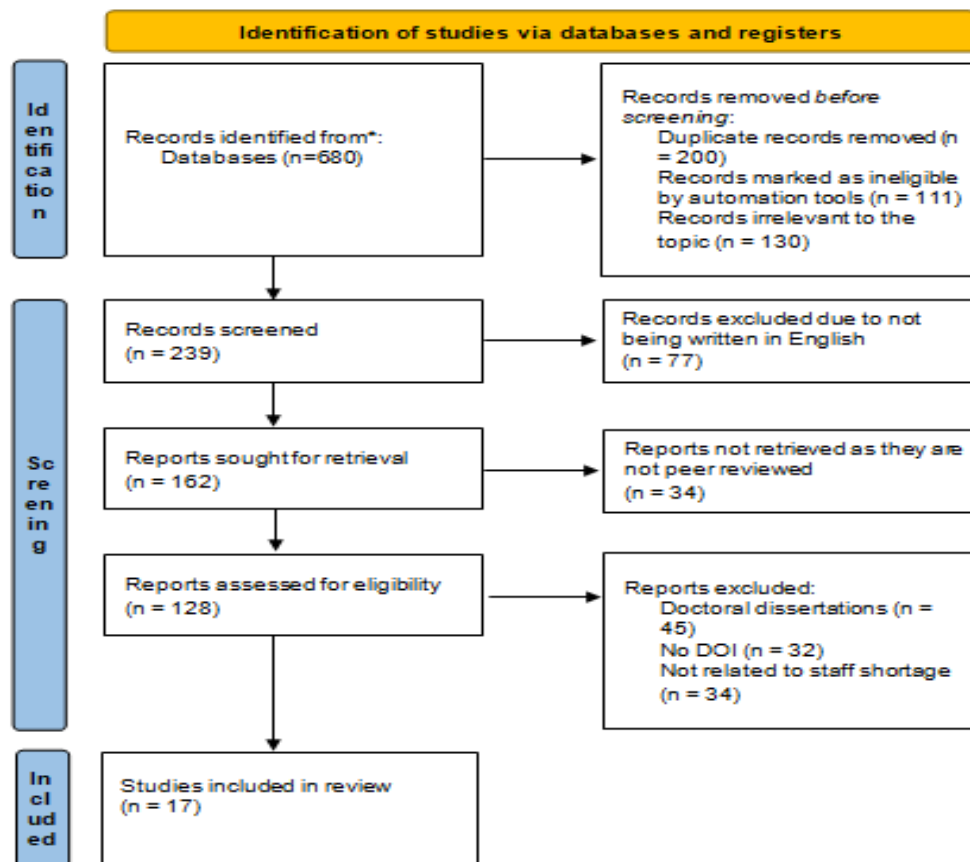 Identification of studies via databases and registers
Id
en
tific
ca
tio
n
Records identified from*:
Databases (n=680)
Records removed before
screening:
Duplicate records removed (n
= 200)
Records marked as ineligible
by automation tools (n = 111)
Records irrelevant to the
topic (n = 130)
Sc
re
en
in
g
Records screened
(n = 239)
Records excluded due to not
being written in English
(n = 77)
Reports sought for retrieval
(n = 162)
Reports not retrieved as they are
not peer reviewed
(n = 34)
Reports assessed for eligibility
(n = 128)
Reports excluded:
Doctoral dissertations (n =
45)
No DOI (n = 32)
Not related to staff shortage
(n = 34)
In
cl
ud
ed
Studies included in review
(n = 17)